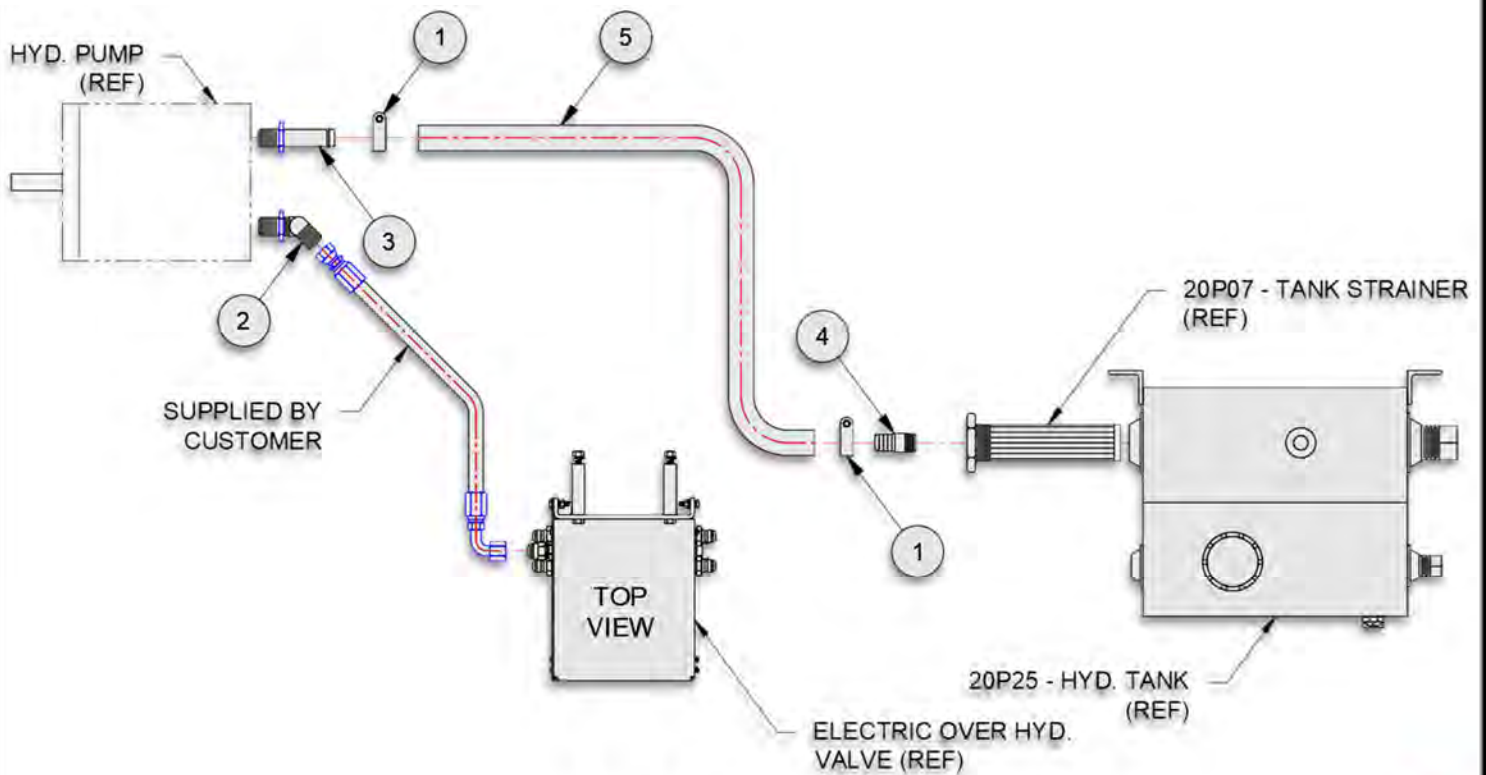 HYD. PUMP
(REF)
1
5
3
2
20P07 - TANK STRAINER
(REF)
4
SUPPLIED BY
CUSTOMER
1
TOP
VIEW
20P25 - HYD. TANK
(REF)
ELECTRIC OVER HYD.
VALVE (REF)